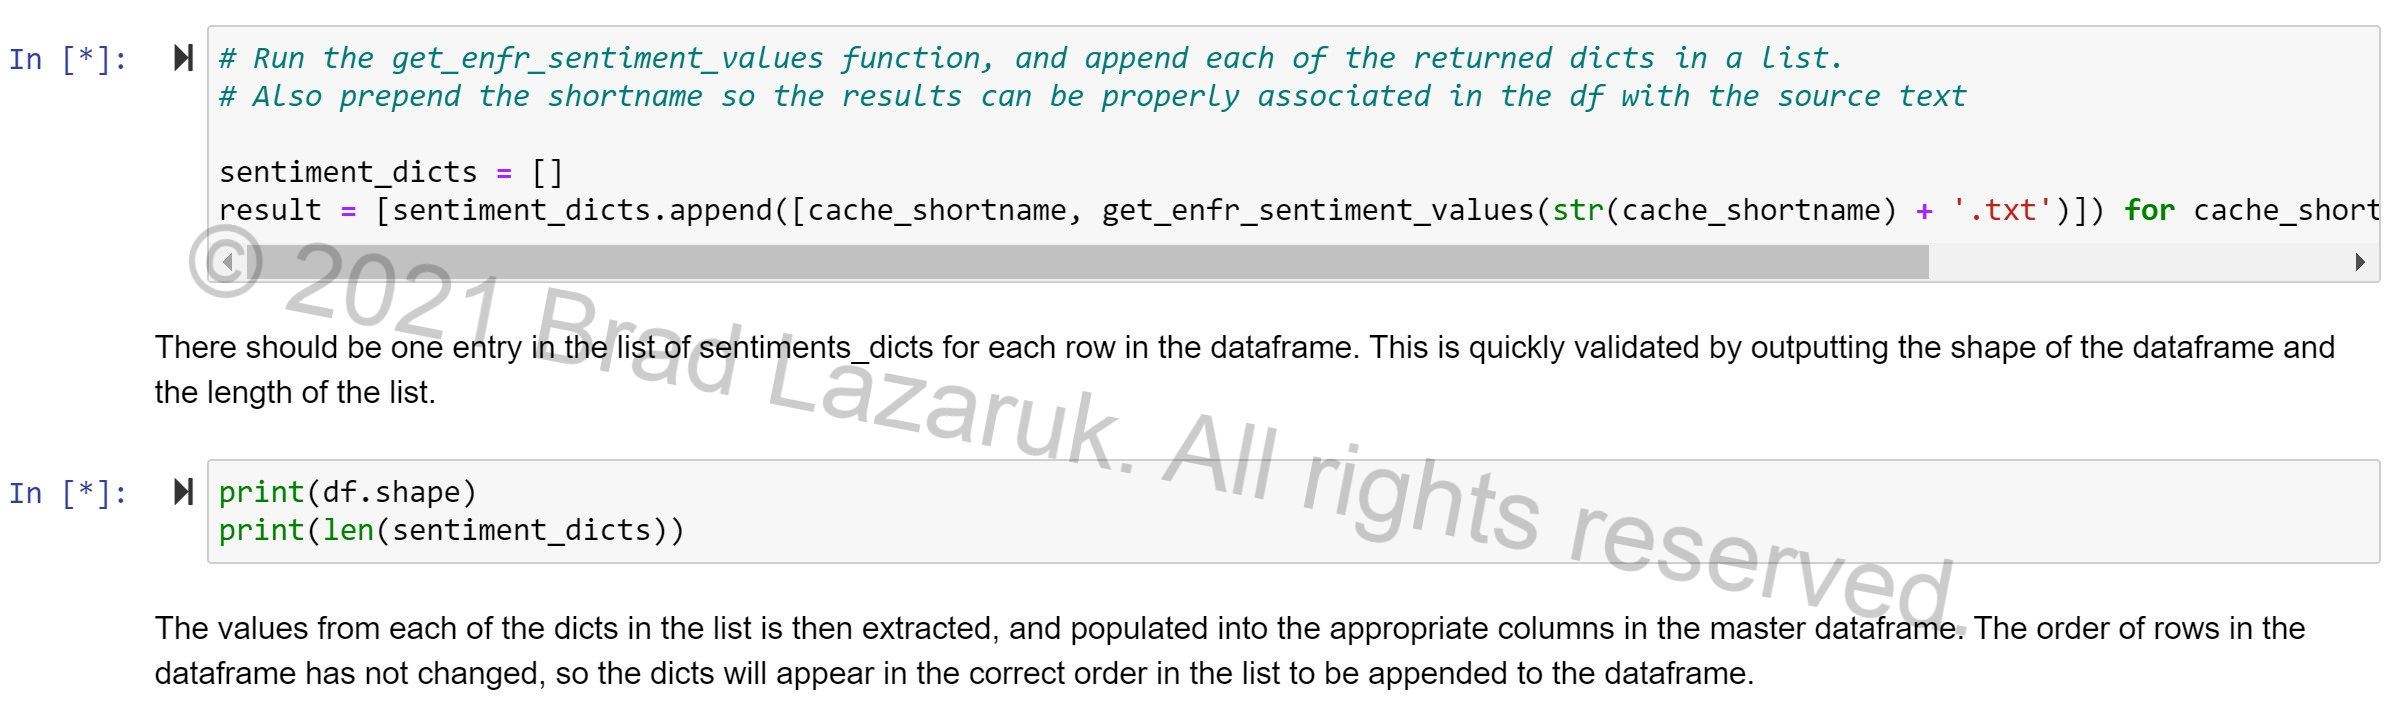 In [*]:
# Run the get_enfr_sentiment_values function, and append each of the returned dicts in a list.
# Also prepend the shortname so the results can be properly associated in the df with the source text
sentiment_dicts = []
result = [sentiment_dicts.append([cache_shortname, get_enfr_sentiment_values(str(cache_shortname) + '.txt')]) for cache_short
There should be one entry in the list of sentiments_dicts for each row in the dataframe. This is quickly validated by outputting the shape of the dataframe and
the length of the list.
In [*]:
print(df.shape)
print(len(sentiment_dicts))
The values from each of the dicts in the list is then extracted, and populated into the appropriate columns in the master dataframe. The order of rows in the
dataframe has not changed, so the dicts will appear in the correct order in the list to be appended to the dataframe.
© 2021 Brad Lazaruk. All rights reserved.